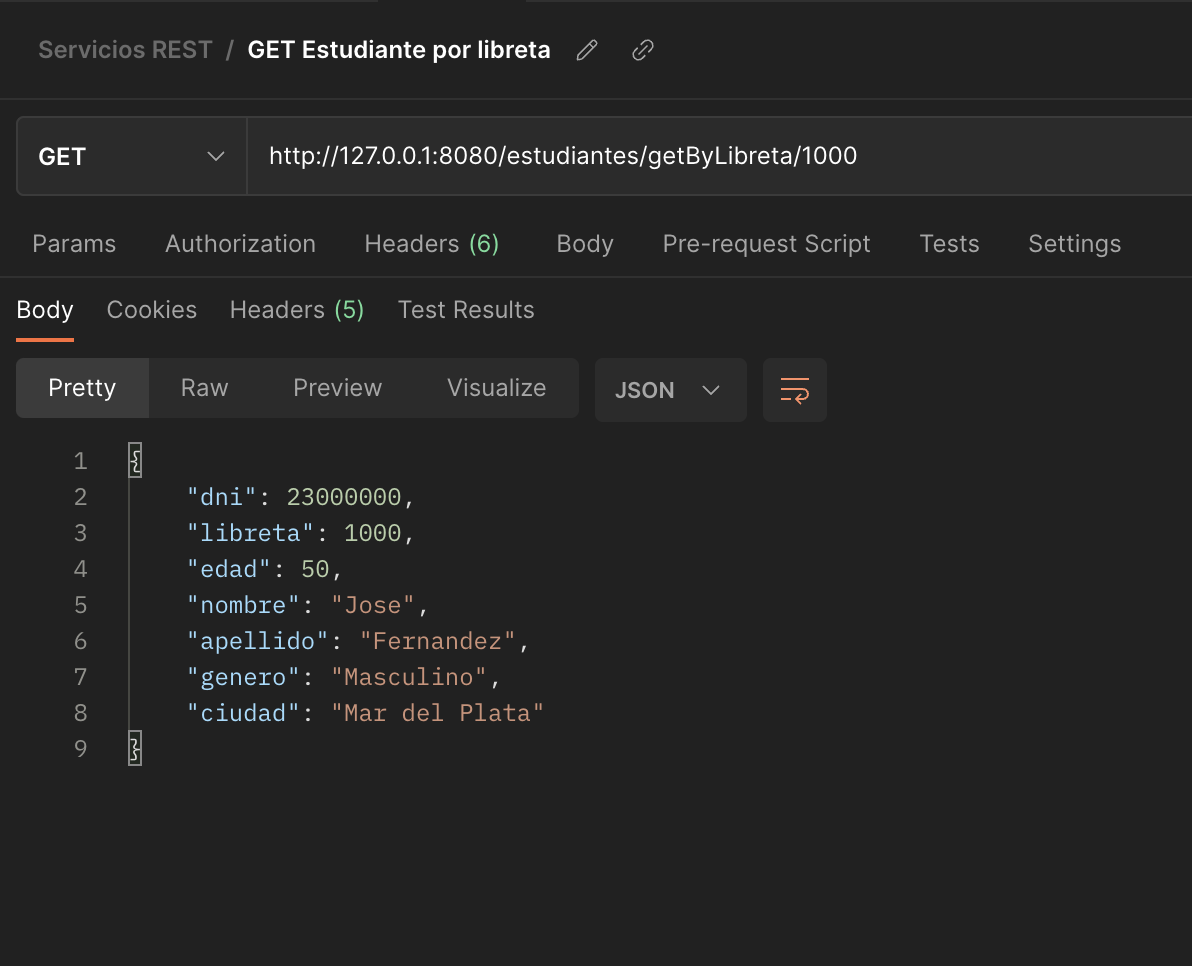 Servicios REST / GET Estudiante por libreta
GET http://127.0.0.1:8080/estudiantes/getByLibreta/1000
Params Authorization Headers (6) Body Pre-request Script Tests Settings
Body Cookies Headers (5) Test Results
Pretty Raw Preview Visualize JSON
1 {
2 "dni": 23000000,
3 "libreta": 1000,
4 "edad": 50,
5 "nombre": "Jose",
6 "apellido": "Fernandez",
7 "genero": "Masculino",
8 "ciudad": "Mar del Plata"
9 }